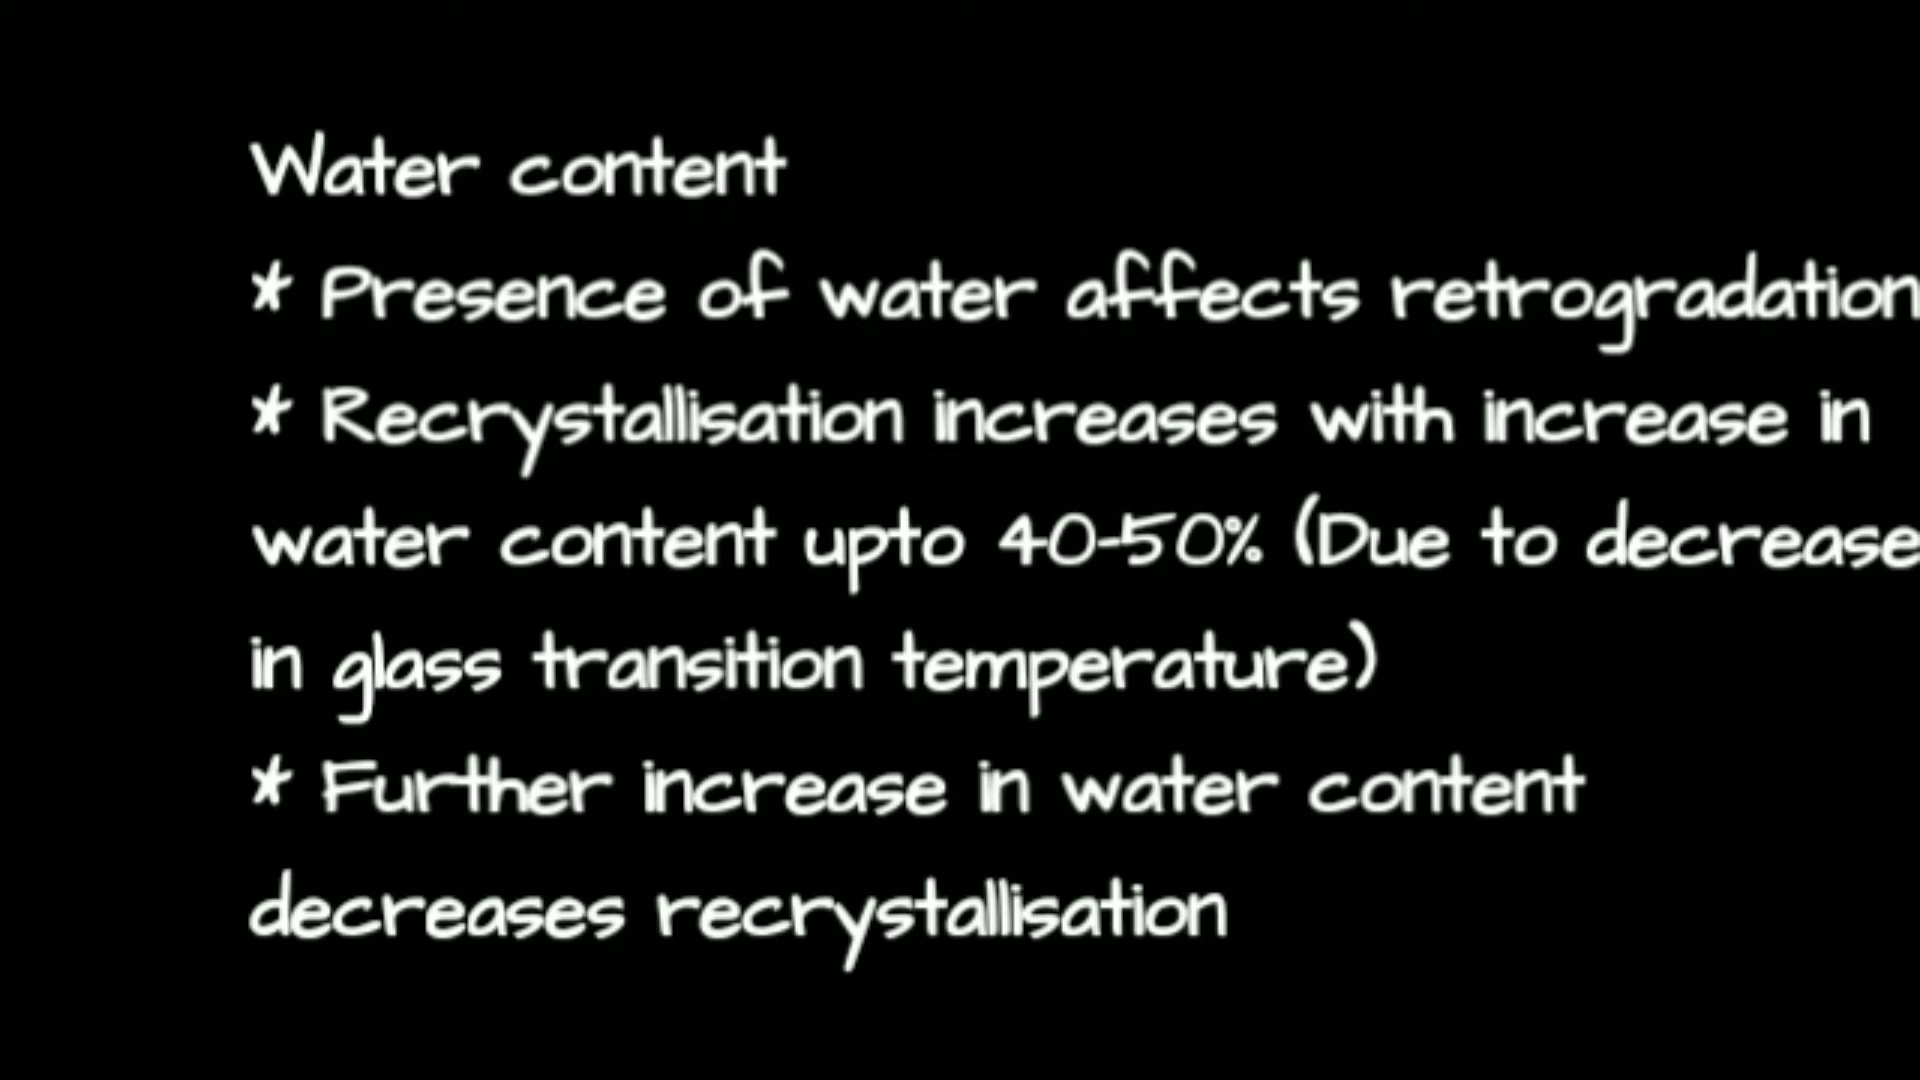 Water content
* Presence of water affects retrogradation
* Recrystallisation increases with increase in
water content upto 40-50% (Due to decrease
in glass transition temperature)
* Further increase in water content
decreases recrystallisation